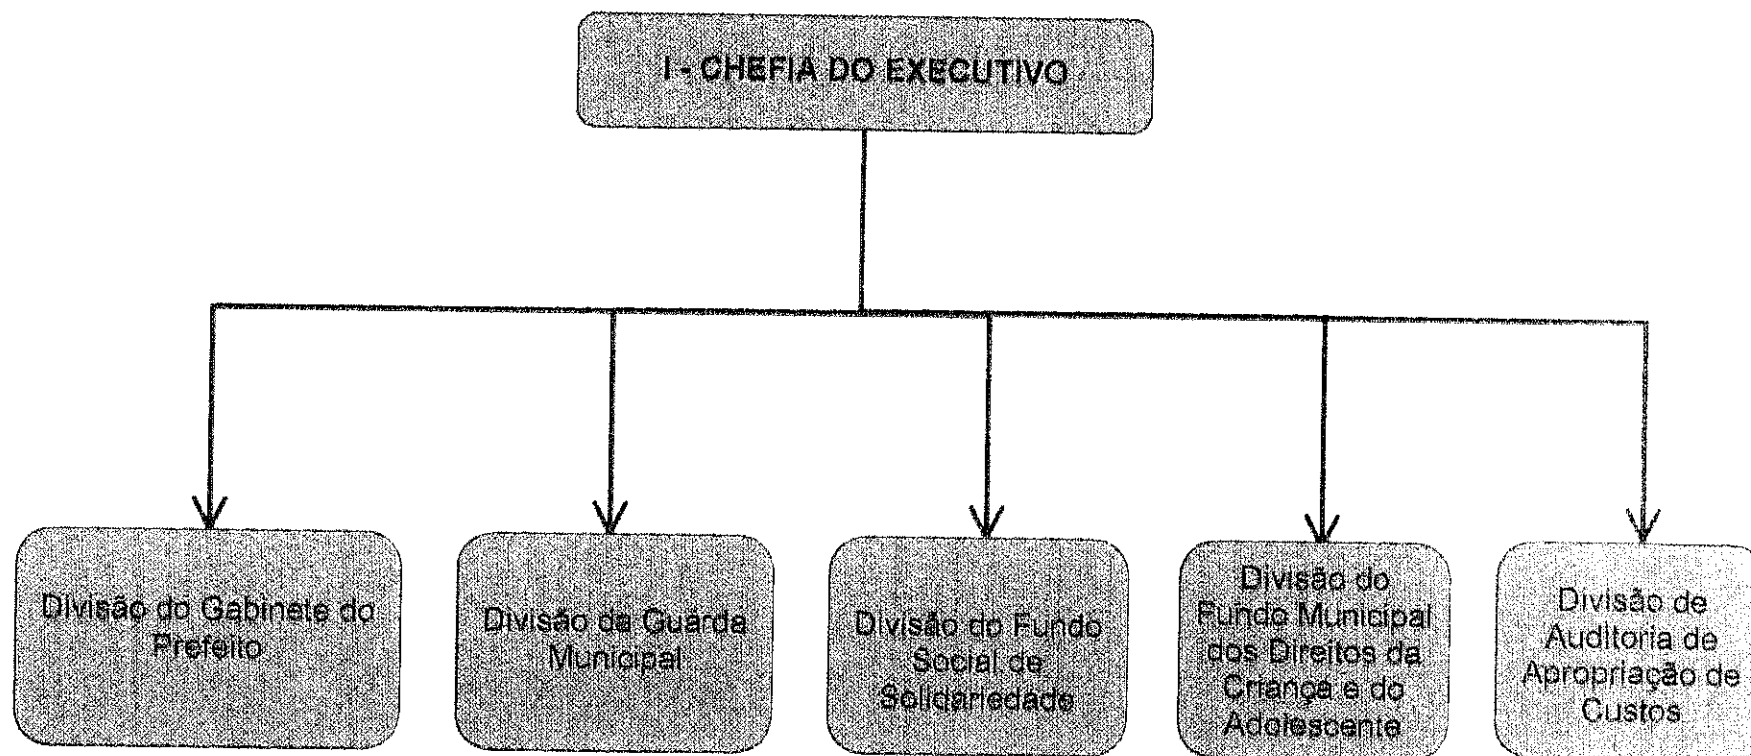 I - CHEFIA DO EXECUTIVO
Divisão do Gabinete do
Prefeito
Divisão da Guarda
Municipal
Divisão do Fundo
Social de
Solidariedade
Divisão do
Fundo Municipal
dos Direitos da
Criança e do
Adolescente
Divisão de
Auditoria de
Apropriação de
Custos